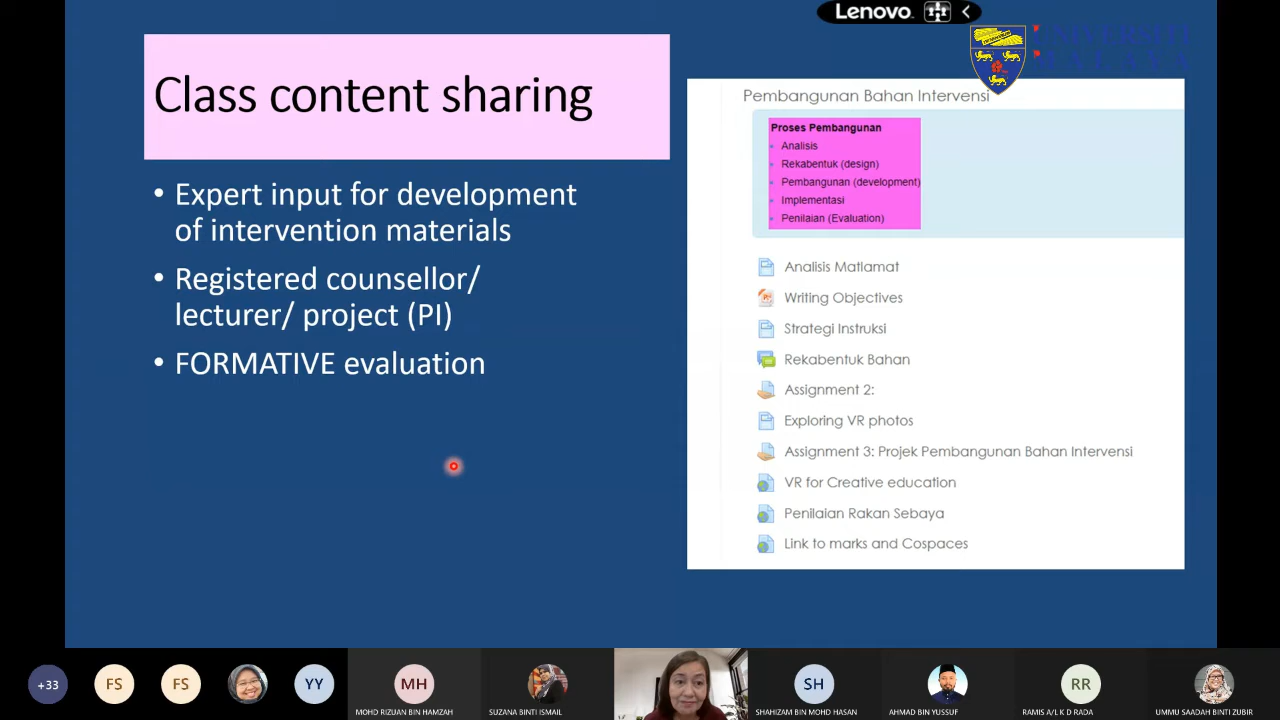 Lenovo
UNIVERSITI
MALAYA
Class content sharing
• Expert input for development
of intervention materials
• Registered counsellor/
lecturer/ project (PI)
• FORMATIVE evaluation
Pembangunan Bahan Intervensi
Proses Pembangunan
Analisis
Rekabentuk (design)
Pembangunan (development)
Implementasi
Penilaian (Evaluation)
Analisis Matlamat
Writing Objectives
Strategi Instruksi
Rekabentuk Bahan
Assignment 2:
Exploring VR photos
Assignment 3: Projek Pembangunan Bahan Intervensi
VR for Creative education
Penilaian Rakan Sebaya
Link to marks and Cospaces
+33
FS
FS
YY
MH
SH
RR
MOHD RIZUAN BIN HAMZAH
SUZANA BINTI ISMAIL
SHAHIZAM BIN MOHD HASAN
AHMAD BIN YUSSUF
RAMIS A/L K D RADA
UMMU SAADAH BINTI ZUBIR